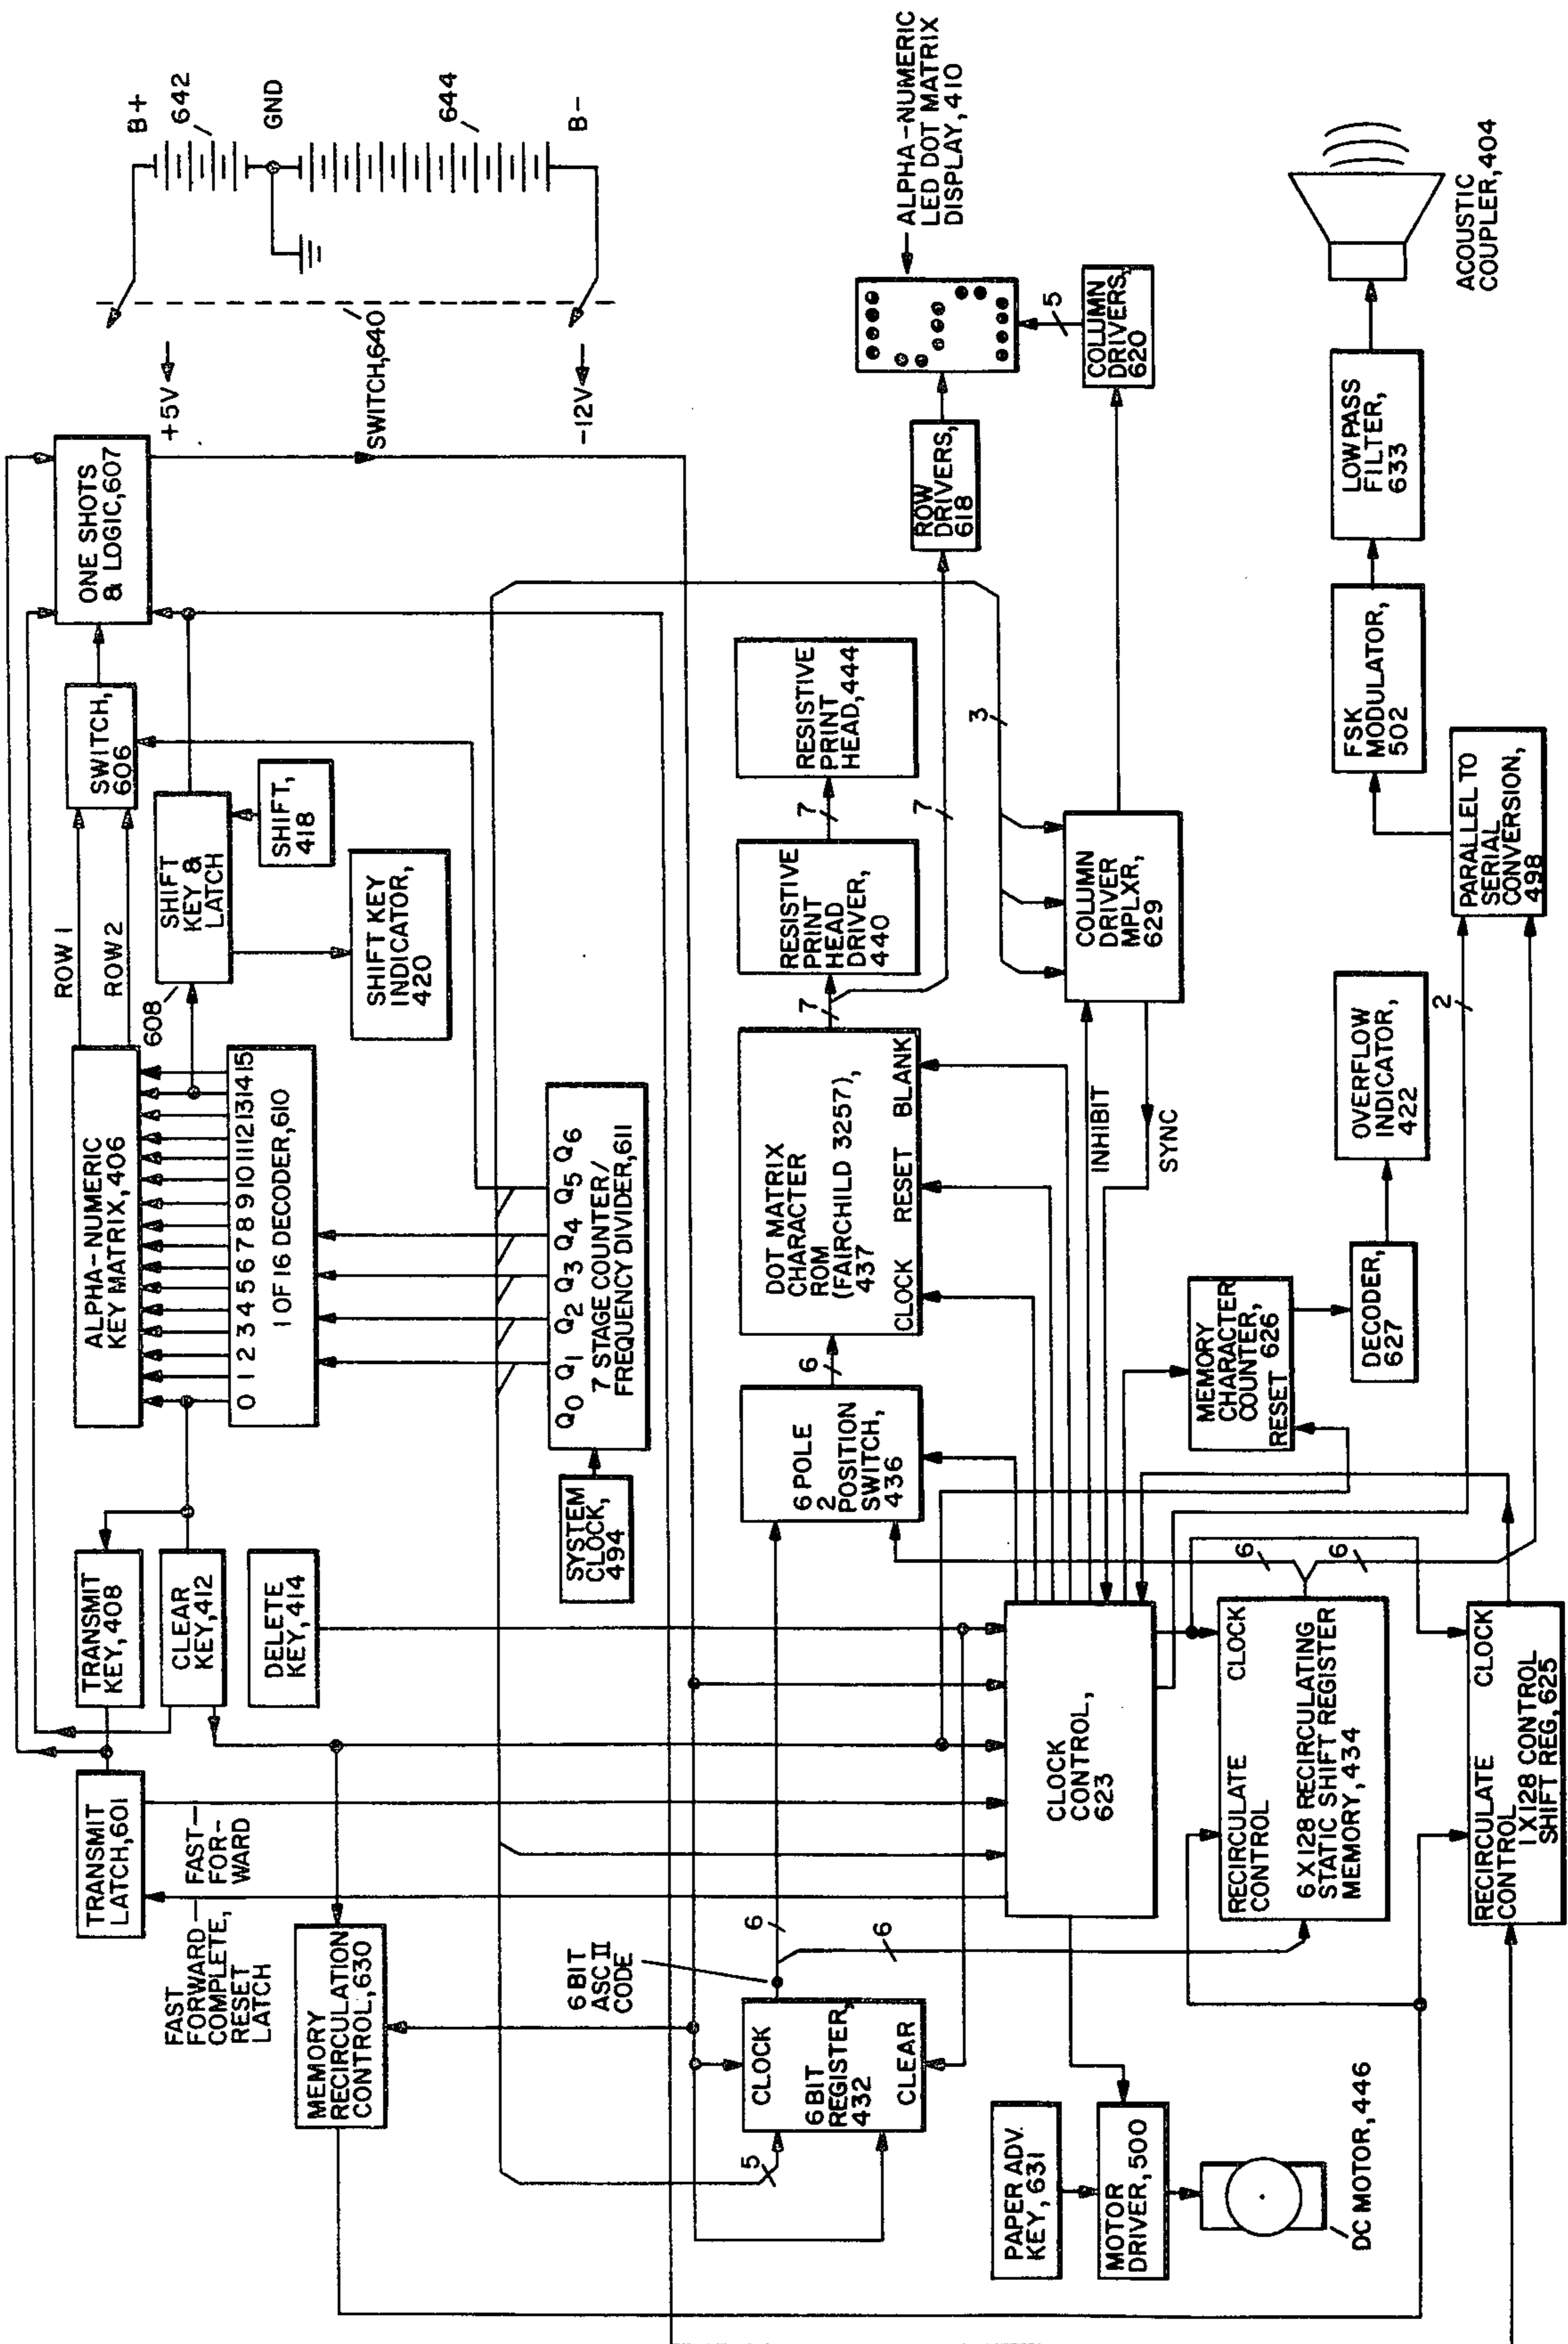 B+
642
GND
644
B-
+5V
SWITCH,640
-12V
ALPHA-NUMERIC
LED DOT MATRIX
DISPLAY,410
ONE SHOTS
& LOGIC,607
SWITCH,
606
ROW 1
ROW 2
608
SHIFT
KEY &
LATCH
SHIFT,
418
SHIFT KEY
INDICATOR,
420
ALPHA-NUMERIC
KEY MATRIX,406
0 1 2 3 4 5 6 7 8 9 10 11 12 13 14 15
1 OF 16 DECODER,610
TRANSMIT
KEY,408
CLEAR
KEY,412
DELETE
KEY,414
TRANSMIT
LATCH,601
FAST-
FOR-
WARD
FAST
FORWARD-
COMPLETE,
RESET
LATCH
MEMORY
RECIRCULATION
CONTROL,630
Q0 Q1 Q2 Q3 Q4 Q5 Q6
7 STAGE COUNTER/
FREQUENCY DIVIDER,611
SYSTEM
CLOCK,
494
6 BIT
ASC II
CODE
6
6
5
CLOCK
6 BIT
REGISTER,
432
CLEAR
6 POLE
2
POSITION
SWITCH,
436
6
DOT MATRIX
CHARACTER
ROM
(FAIRCHILD 3257),
437
CLOCK RESET BLANK
7
RESISTIVE
PRINT
HEAD
DRIVER,
440
7
RESISTIVE
PRINT
HEAD,444
7
ROW
DRIVERS,
618
5
COLUMN
DRIVERS,
620
3
COLUMN
DRIVER
MPLXR,
629
INHIBIT
SYNC
CLOCK
CONTROL,
623
PAPER ADV.
KEY, 631
MOTOR
DRIVER, 500
DC MOTOR,446
MEMORY
CHARACTER
COUNTER,
RESET 626
DECODER,
627
OVERFLOW
INDICATOR,
422
2
6
6
RECIRCULATE
CONTROL
CLOCK
6 X 128 RECIRCULATING
STATIC SHIFT REGISTER
MEMORY,434
RECIRCULATE
CONTROL
CLOCK
1 X 128 CONTROL
SHIFT REG,625
PARALLEL TO
SERIAL
CONVERSION,
498
FSK
MODULATOR,
502
LOW PASS
FILTER,
633
ACOUSTIC
COUPLER,404